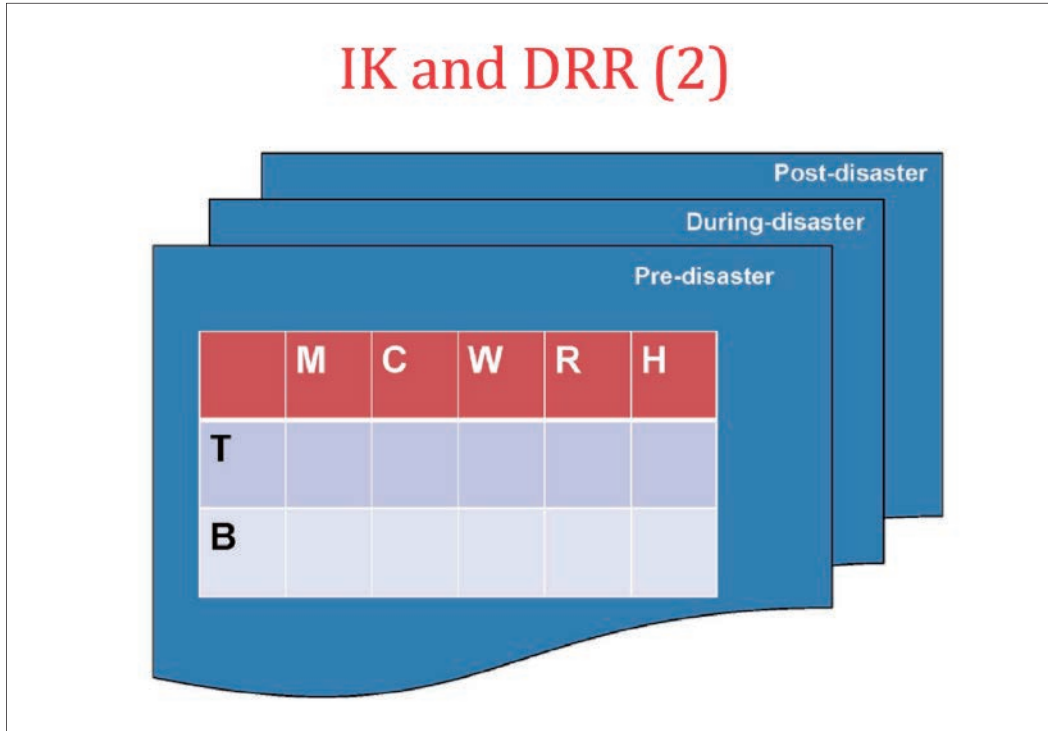 IK and DRR (2)
Post-disaster
During-disaster
Pre-disaster
M C W R H
T
B